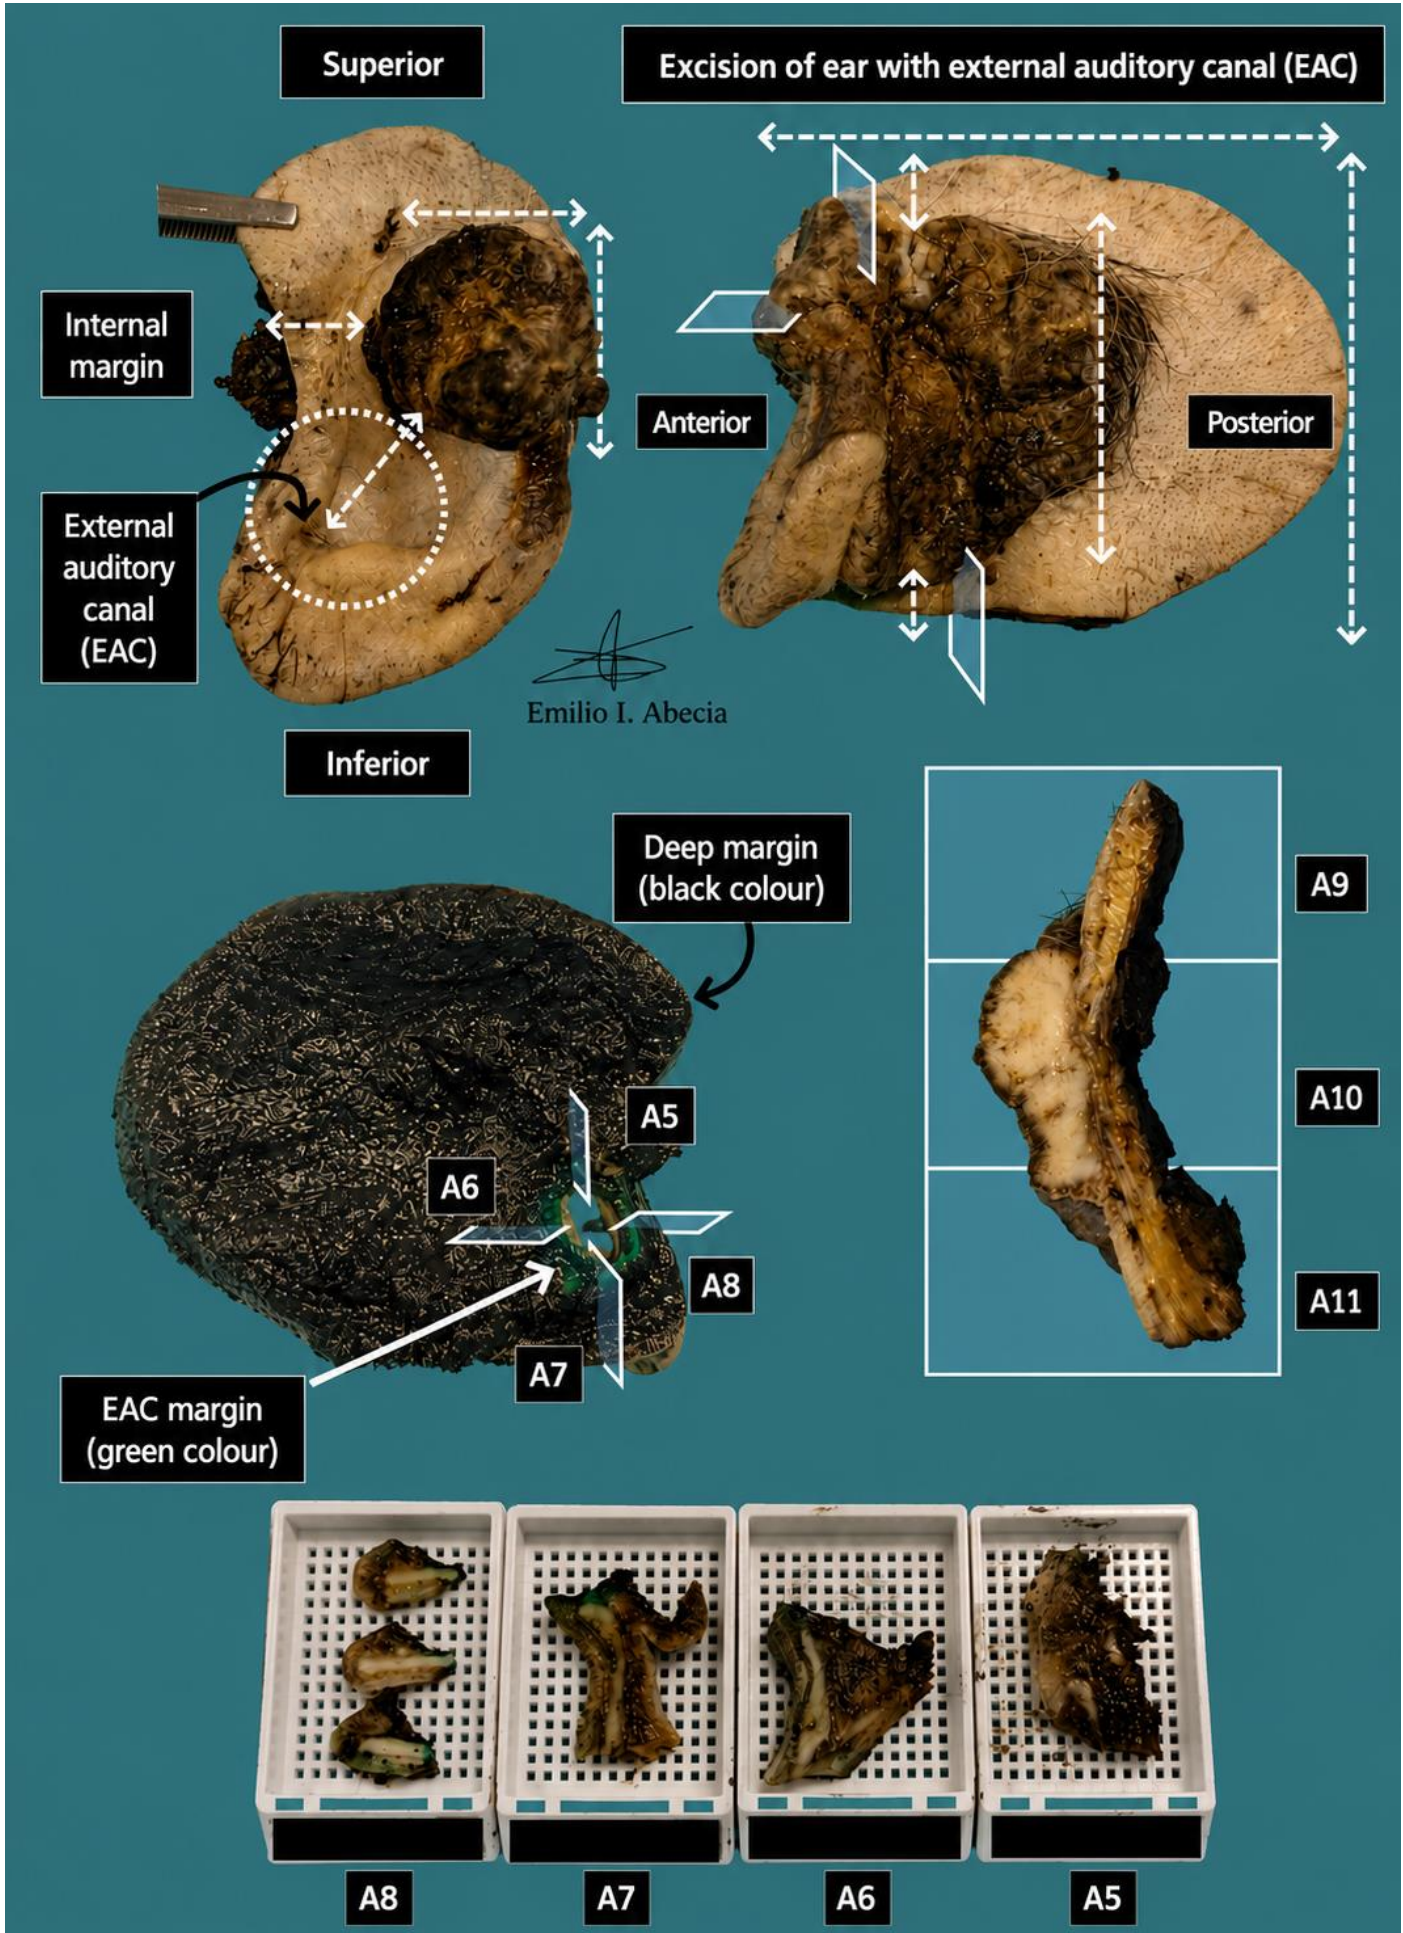 Superior
Excision of ear with external auditory canal (EAC)
Internal
margin
Anterior
Posterior
External
auditory
canal
(EAC)
Emilio I. Abecia
Inferior
Deep margin
(black colour)
A9
A5
A10
A6
A8
A11
A7
EAC margin
(green colour)
A8
A7
A6
A5